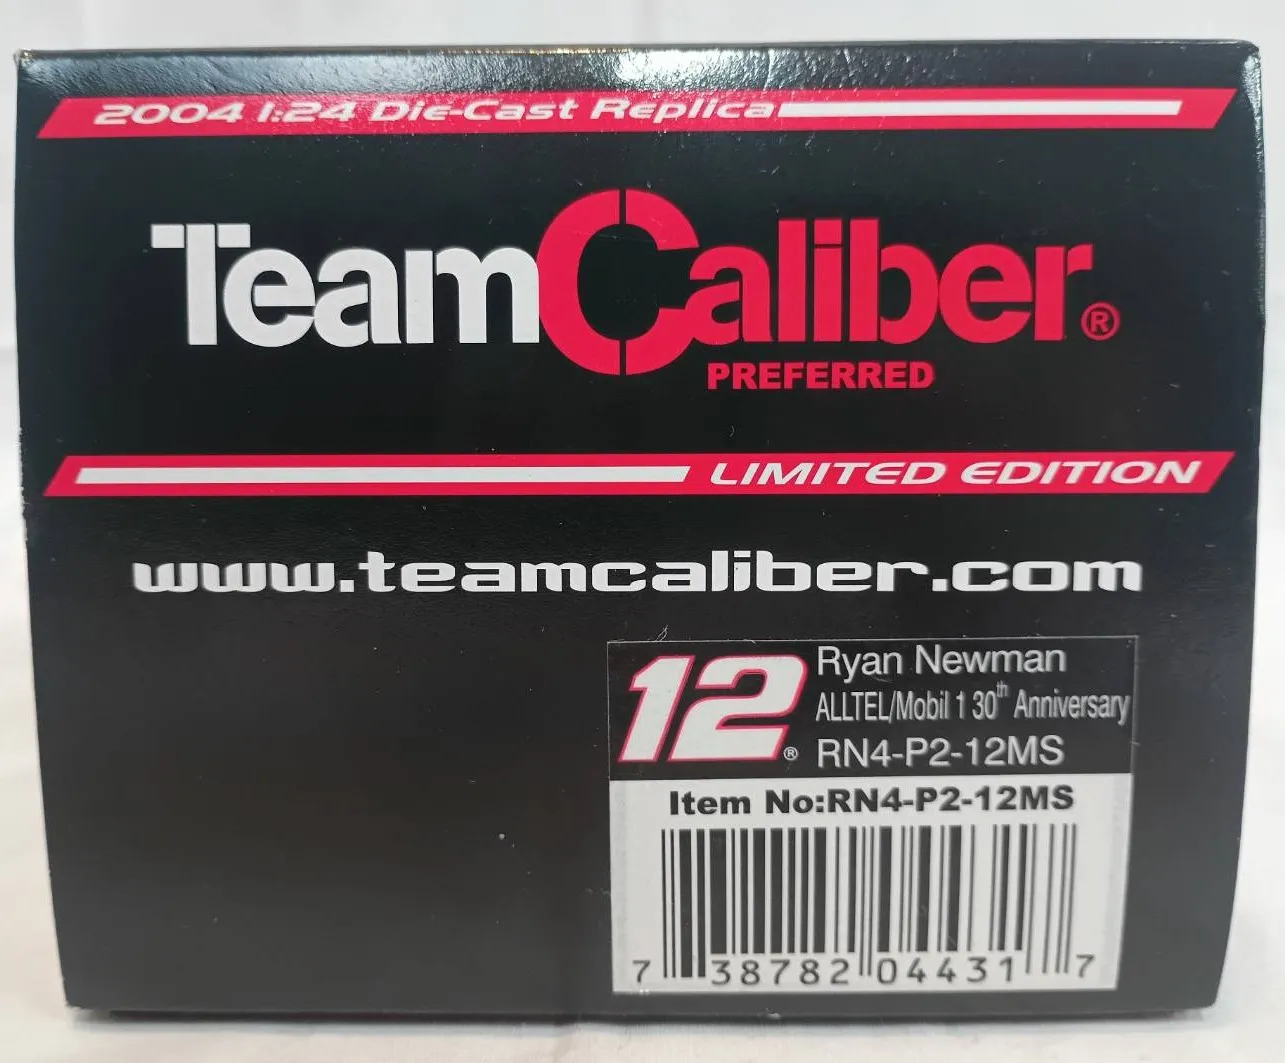 2004 1:24 Die-Cast Replica
TeamCaliber®
PREFERRED
LIMITED EDITION
www.teamcaliber.com
12®
Ryan Newman
ALLTEL/Mobil 1 30th Anniversary
RN4-P2-12MS
Item No:RN4-P2-12MS
7 38782 04431 7